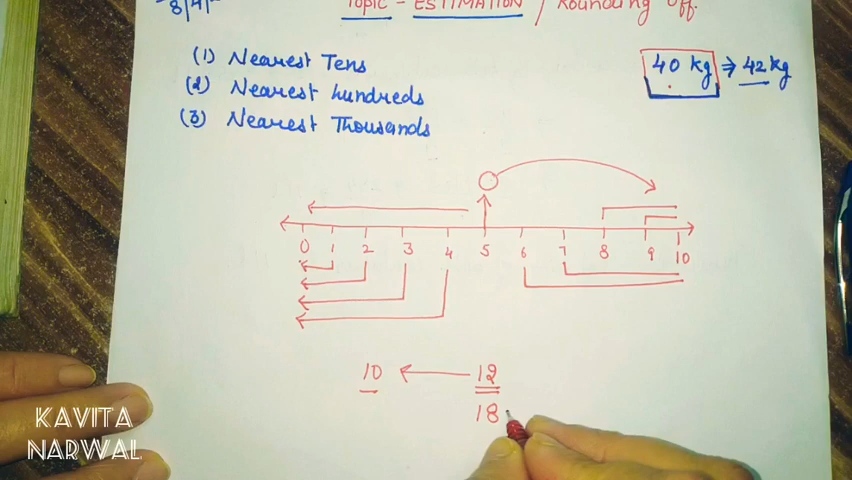 Topic - ESTIMATION / Rounding Off.
(1) Nearest Tens
(2) Nearest hundreds
(3) Nearest Thousands
40 kg ⇒ 42 kg
0 1 2 3 4 5 6 7 8 9 10
10 ← 12
18
KAVITA
NARWAL